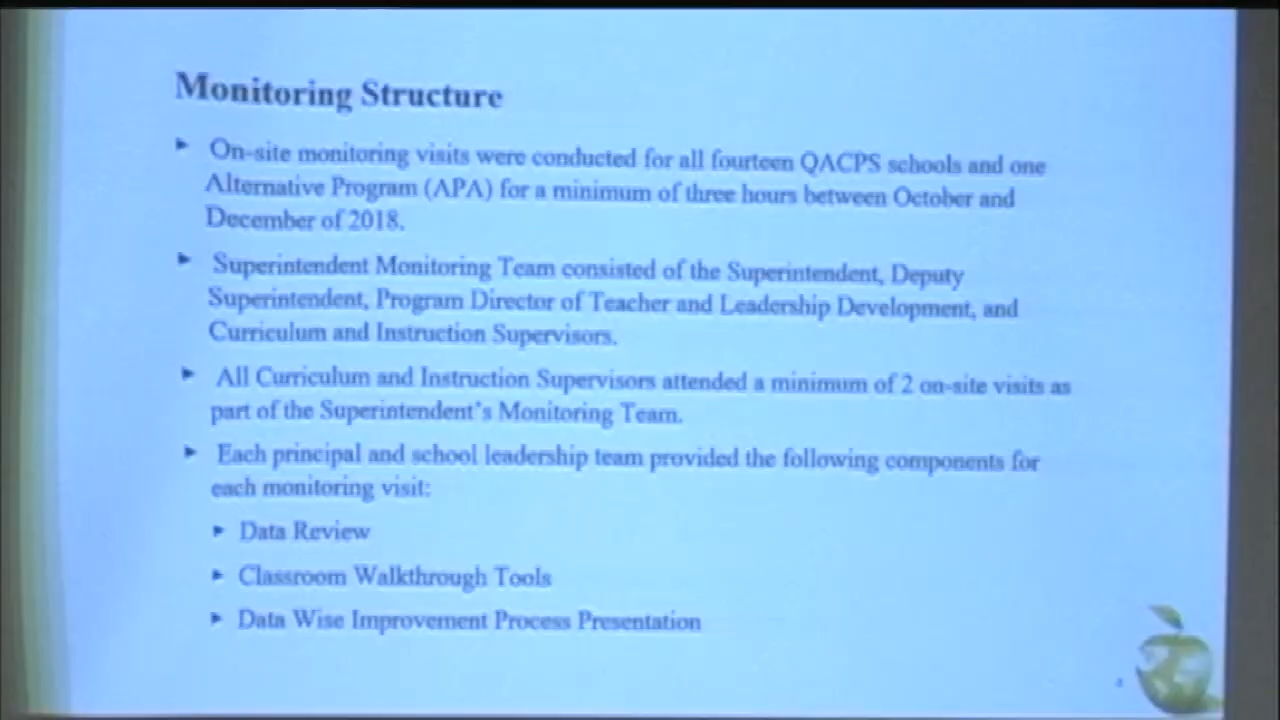 Monitoring Structure
On-site monitoring visits were conducted for all fourteen QACPS schools and one
Alternative Program (APA) for a minimum of three hours between October and
December of 2018.
Superintendent Monitoring Team consisted of the Superintendent, Deputy
Superintendent, Program Director of Teacher and Leadership Development, and
Curriculum and Instruction Supervisors.
All Curriculum and Instruction Supervisors attended a minimum of 2 on-site visits as
part of the Superintendent's Monitoring Team.
Each principal and school leadership team provided the following components for
each monitoring visit:
Data Review
Classroom Walkthrough Tools
Data Wise Improvement Process Presentation